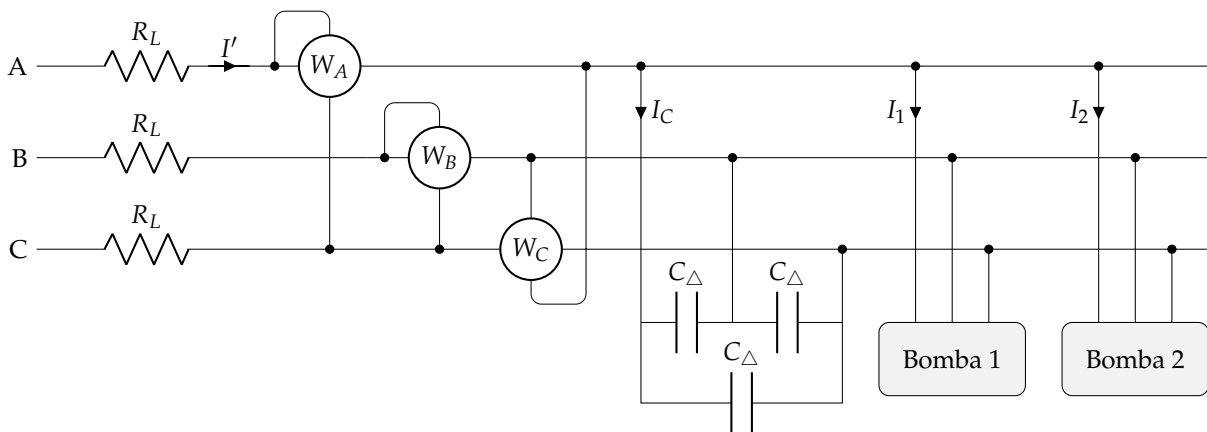 R_L
I′
A
W_A
I_C
I_1
I_2
R_L
B
W_B
R_L
C
W_C
C_△
C_△
C_△
Bomba 1
Bomba 2